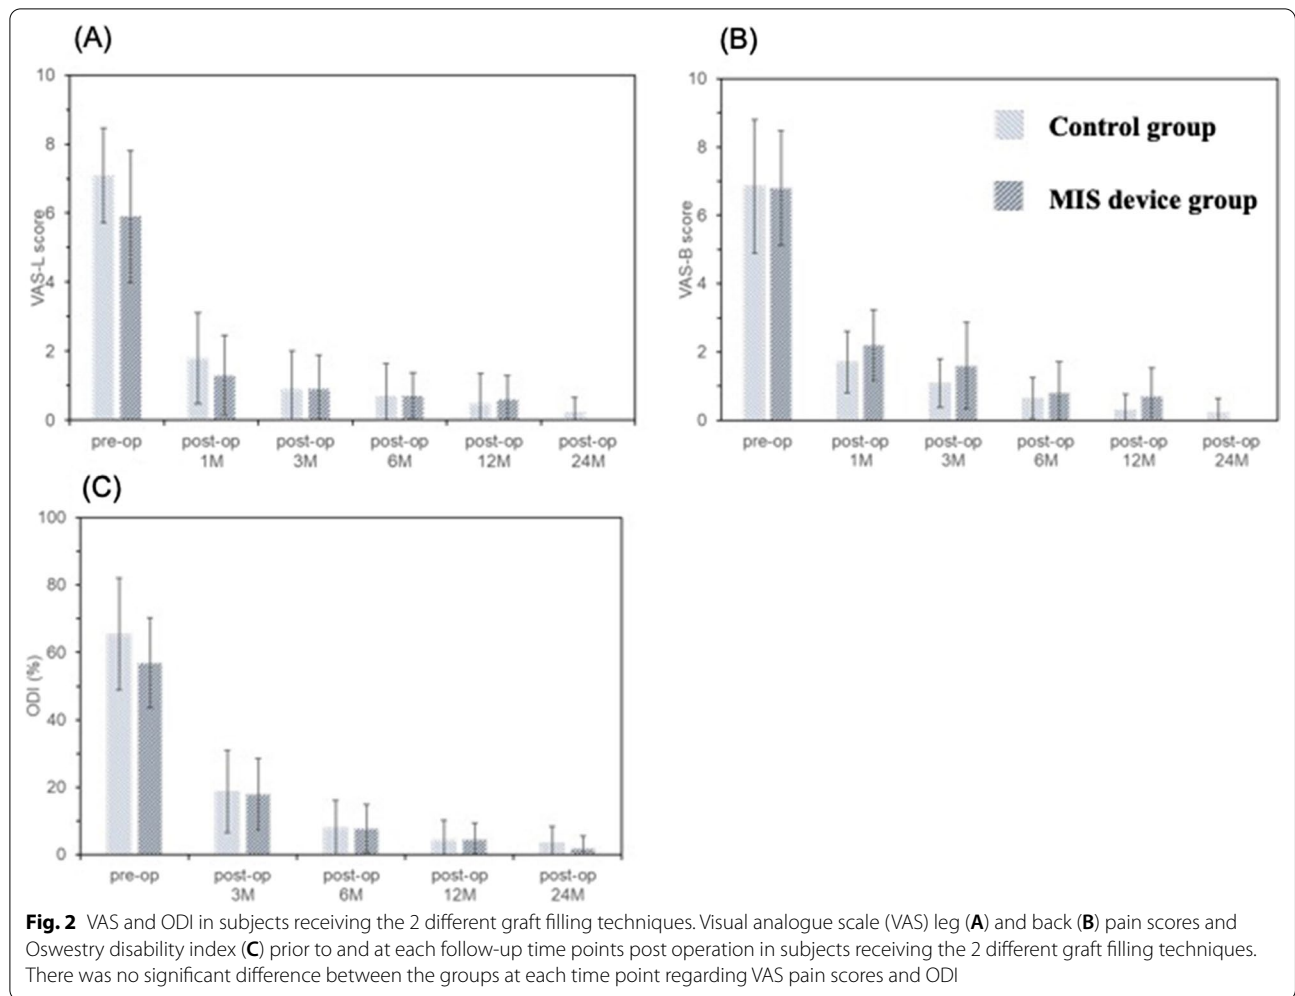 (A)
10
8
6
4
2
0
VAS-L score
pre-op post-op post-op post-op post-op post-op
1M 3M 6M 12M 24M
(B)
10
8
6
4
2
0
VAS-B score
Control group
MIS device group
pre-op post-op post-op post-op post-op post-op
1M 3M 6M 12M 24M
(C)
100
80
60
40
20
0
ODI (%)
pre-op post-op post-op post-op post-op
3M 6M 12M 24M
Fig. 2 VAS and ODI in subjects receiving the 2 different graft filling techniques. Visual analogue scale (VAS) leg (A) and back (B) pain scores and
Oswestry disability index (C) prior to and at each follow-up time points post operation in subjects receiving the 2 different graft filling techniques.
There was no significant difference between the groups at each time point regarding VAS pain scores and ODI